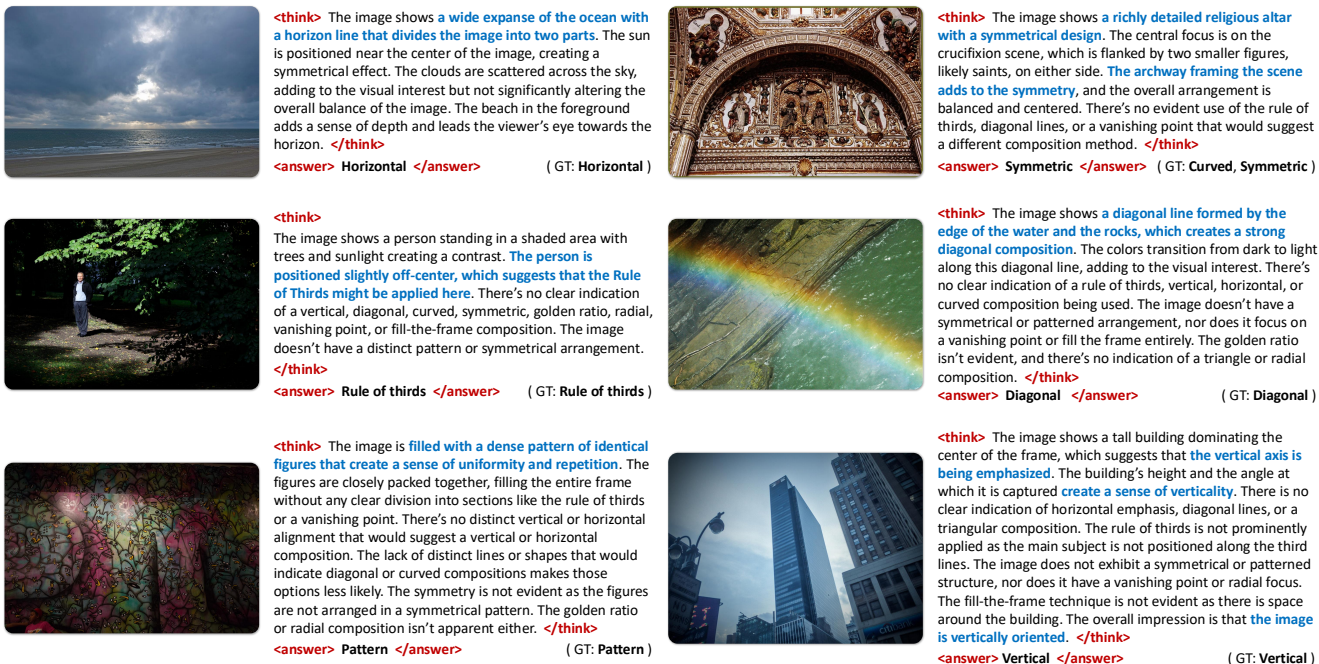 <think> The image shows a wide expanse of the ocean with
a horizon line that divides the image into two parts. The sun
is positioned near the center of the image, creating a
symmetrical effect. The clouds are scattered across the sky,
adding to the visual interest but not significantly altering the
overall balance of the image. The beach in the foreground
adds a sense of depth and leads the viewer's eye towards the
horizon. </think>
<answer> Horizontal </answer> ( GT: Horizontal )
<think> The image shows a richly detailed religious altar
with a symmetrical design. The central focus is on the
crucifixion scene, which is flanked by two smaller figures,
likely saints, on either side. The archway framing the scene
adds to the symmetry, and the overall arrangement is
balanced and centered. There's no evident use of the rule of
thirds, diagonal lines, or a vanishing point that would suggest
a different composition method. </think>
<answer> Symmetric </answer> ( GT: Curved, Symmetric )
<think>
The image shows a person standing in a shaded area with
trees and sunlight creating a contrast. The person is
positioned slightly off-center, which suggests that the Rule
of Thirds might be applied here. There's no clear indication
of a vertical, diagonal, curved, symmetric, golden ratio, radial,
vanishing point, or fill-the-frame composition. The image
doesn't have a distinct pattern or symmetrical arrangement.
</think>
<answer> Rule of thirds </answer> ( GT: Rule of thirds )
<think> The image shows a diagonal line formed by the
edge of the water and the rocks, which creates a strong
diagonal composition. The colors transition from dark to light
along this diagonal line, adding to the visual interest. There's
no clear indication of a rule of thirds, vertical, horizontal, or
curved composition being used. The image doesn't have a
symmetrical or patterned arrangement, nor does it focus on
a vanishing point or fill the frame entirely. The golden ratio
isn't evident, and there's no indication of a triangle or radial
composition. </think>
<answer> Diagonal </answer> ( GT: Diagonal )
<think> The image is filled with a dense pattern of identical
figures that create a sense of uniformity and repetition. The
figures are closely packed together, filling the entire frame
without any clear division into sections like the rule of thirds
or a vanishing point. There's no distinct vertical or horizontal
alignment that would suggest a vertical or horizontal
composition. The lack of distinct lines or shapes that would
indicate diagonal or curved compositions makes those
options less likely. The symmetry is not evident as the figures
are not arranged in a symmetrical pattern. The golden ratio
or radial composition isn't apparent either. </think>
<answer> Pattern </answer> ( GT: Pattern )
<think> The image shows a tall building dominating the
center of the frame, which suggests that the vertical axis is
being emphasized. The building's height and the angle at
which it is captured create a sense of verticality. There is no
clear indication of horizontal emphasis, diagonal lines, or a
triangular composition. The rule of thirds is not prominently
applied as the main subject is not positioned along the third
lines. The image does not exhibit a symmetrical or patterned
structure, nor does it have a vanishing point or radial focus.
The fill-the-frame technique is not evident as there is space
around the building. The overall impression is that the image
is vertically oriented. </think>
<answer> Vertical </answer> ( GT: Vertical )